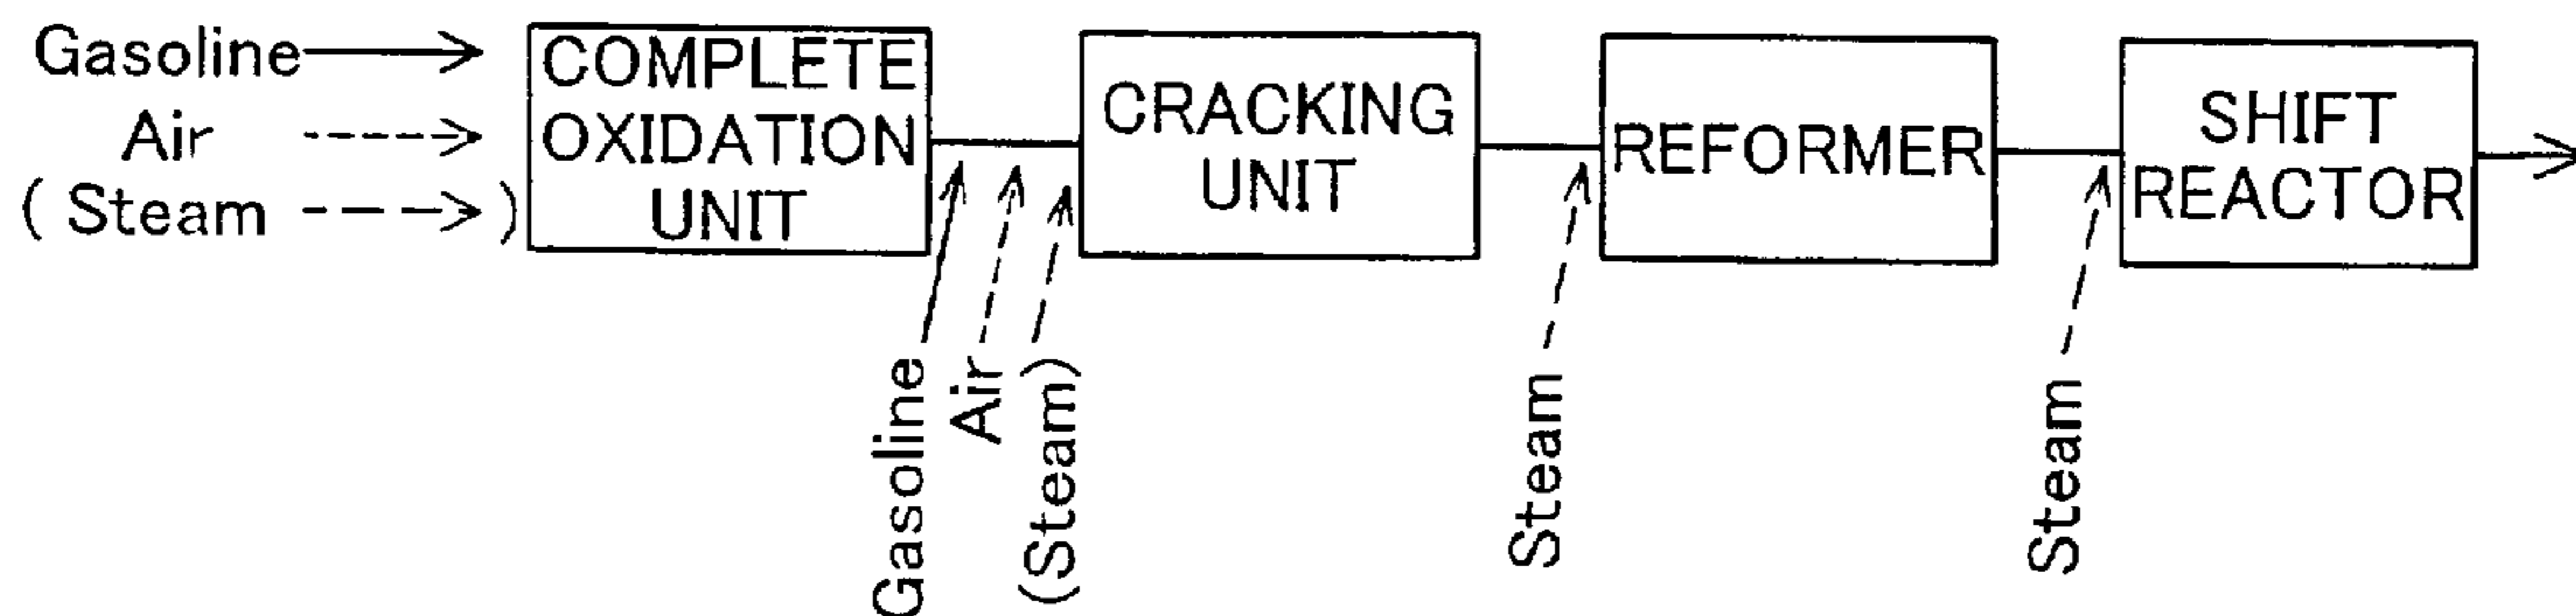 Gasoline
Air
( Steam )
COMPLETE
OXIDATION
UNIT
CRACKING
UNIT
REFORMER
SHIFT
REACTOR
Gasoline
Air
(Steam)
Steam
Steam